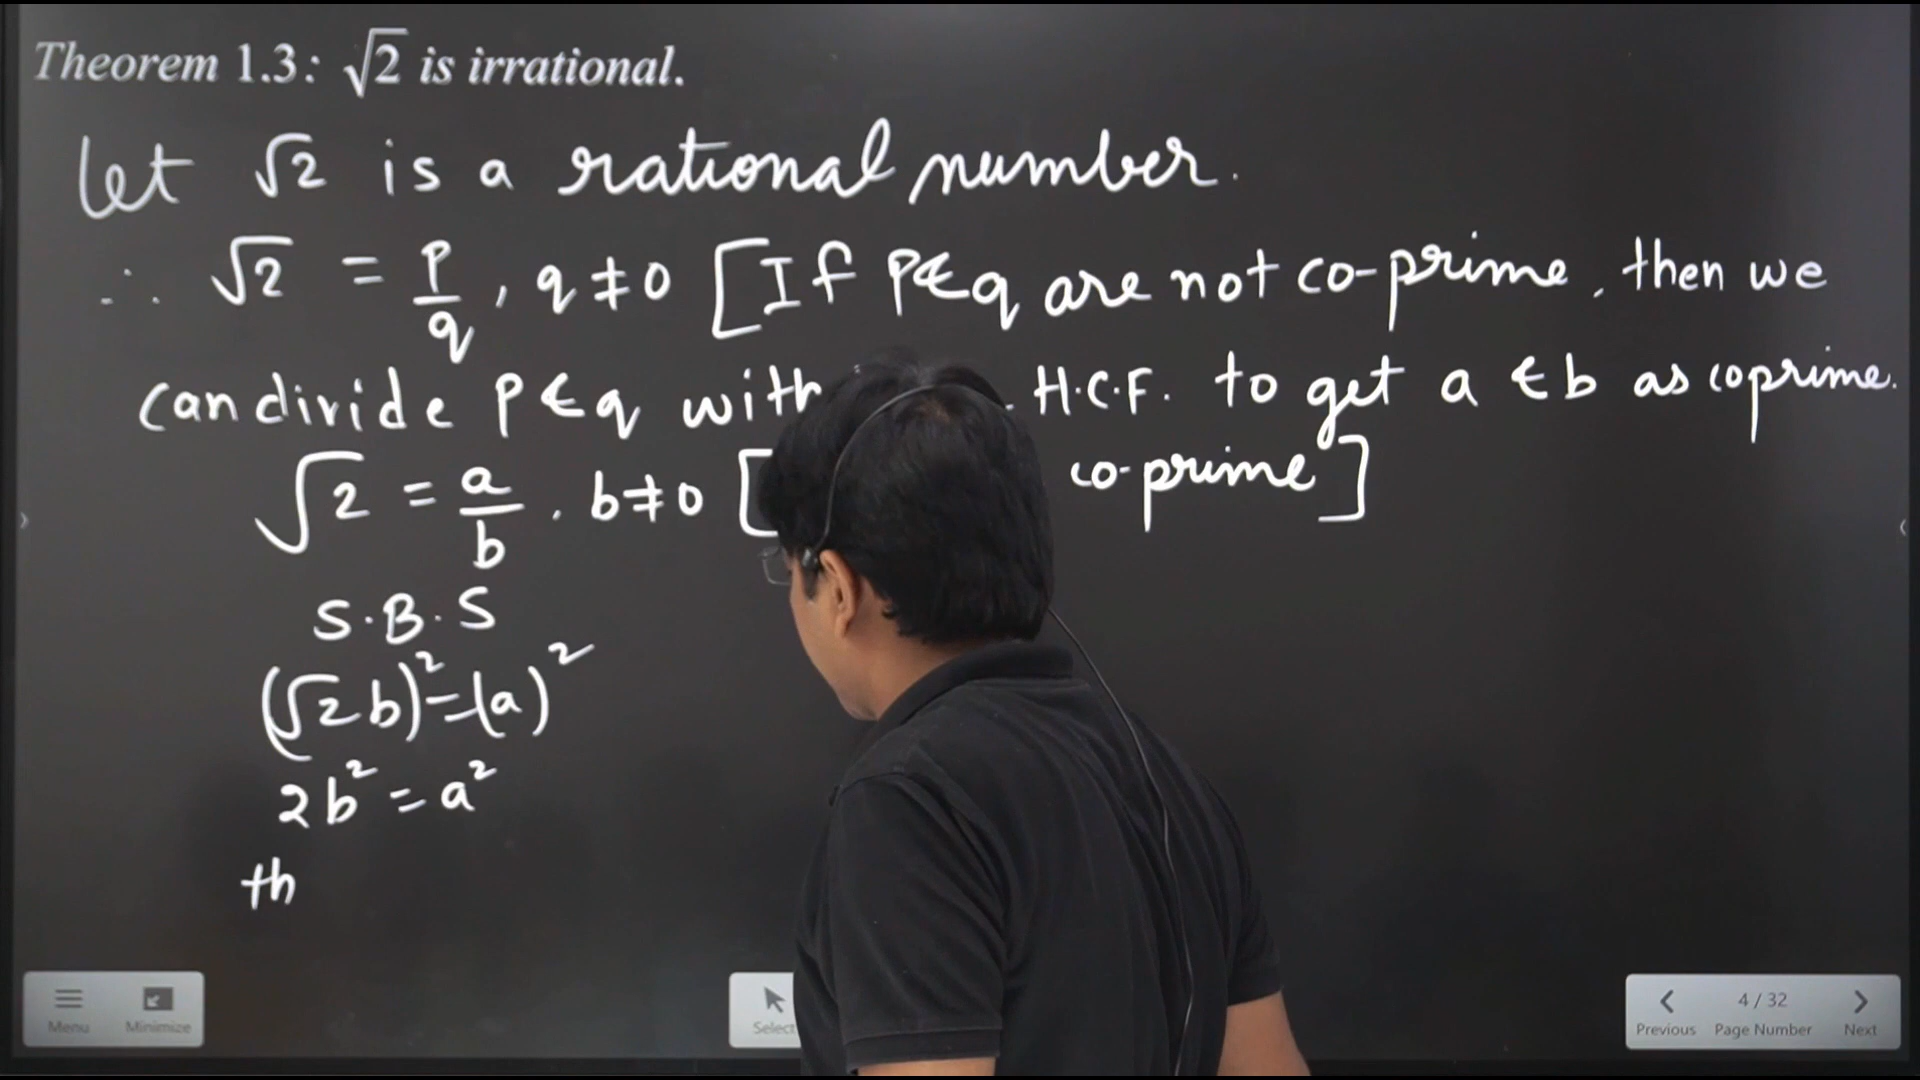 Theorem 1.3: √2 is irrational.
Let √2 is a rational number.
∴ √2 = p/q, q ≠ 0 [If p & q are not co-prime, then we
can divide p & q with H.C.F. to get a & b as coprime.
√2 = a/b, b ≠ 0 [ co-prime]
S.B.S
(√2 b)² = (a)²
2b² = a²
th
Menu Minimize Select Previous 4 / 32 Page Number Next